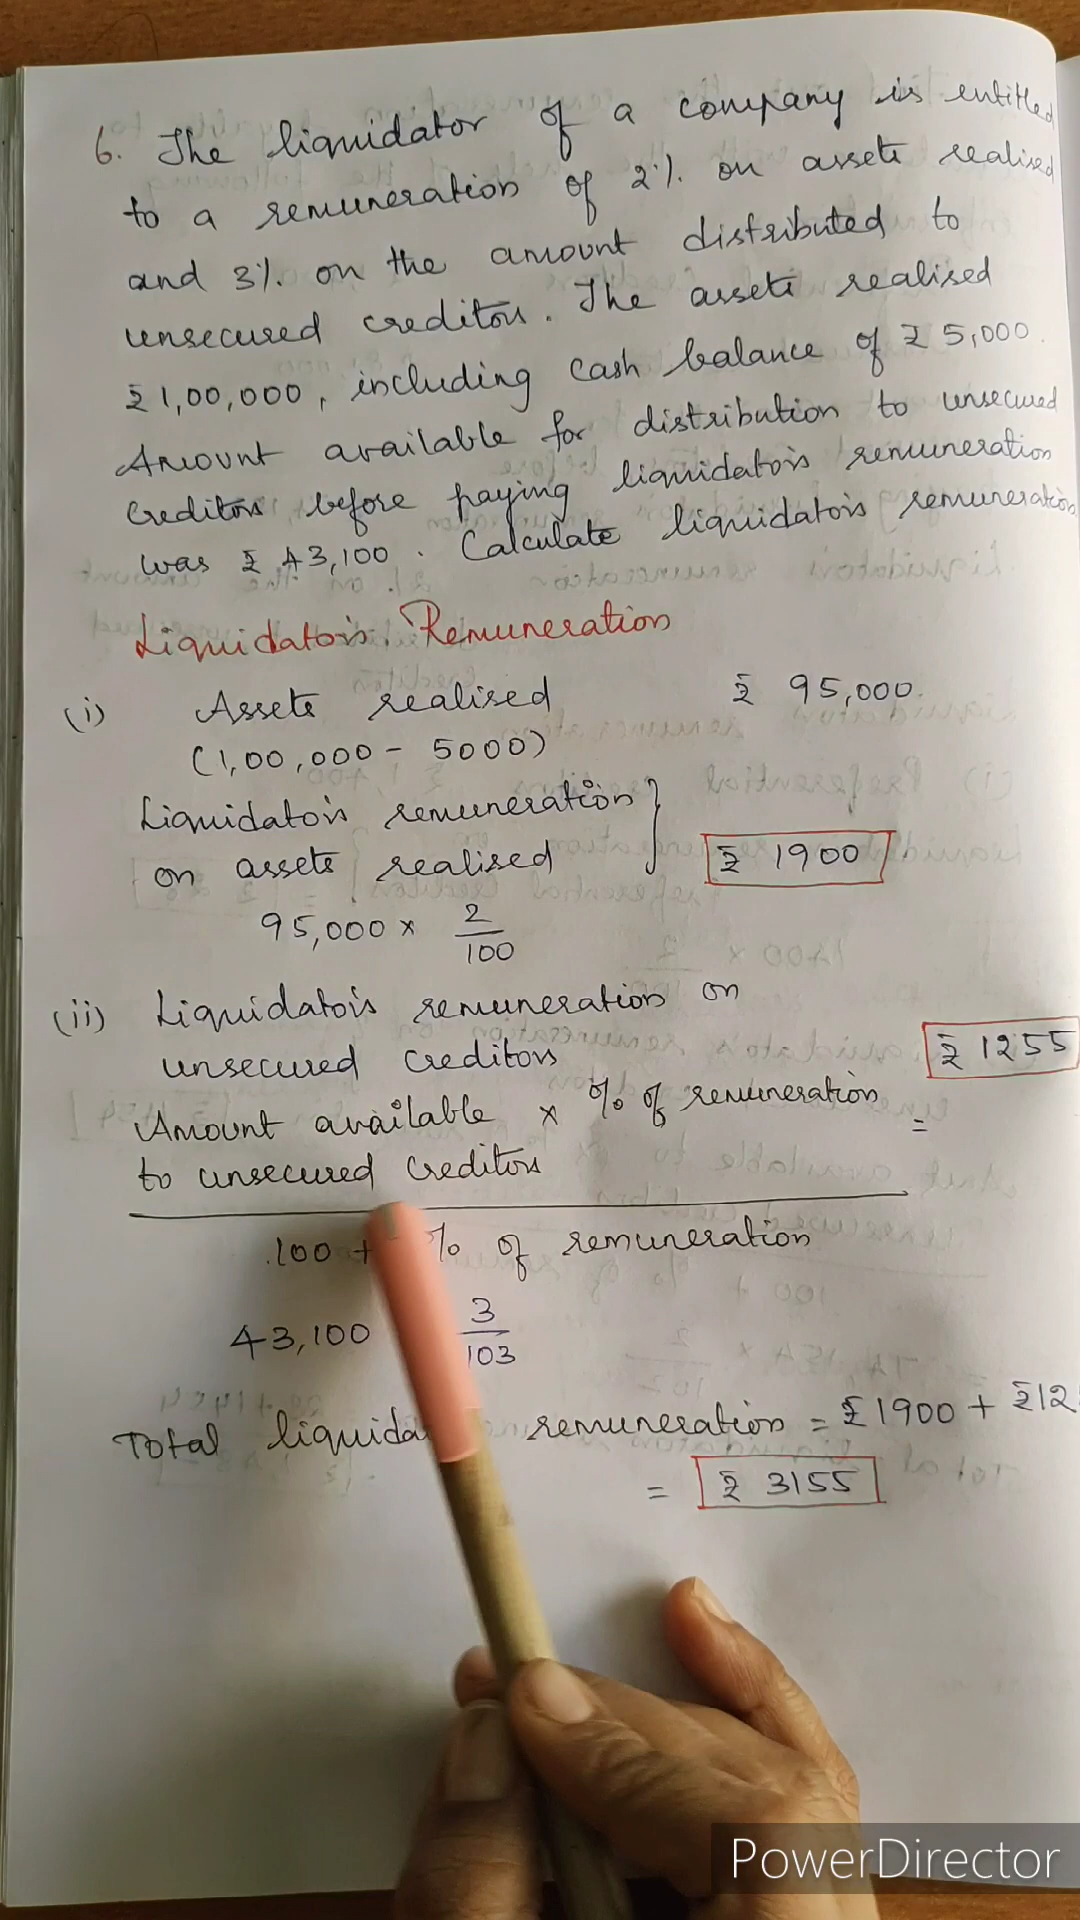 6. The liquidator of a company is entitled
to a remuneration of 2% on assets realised
and 3% on the amount distributed to
unsecured creditors. The assets realised
₹ 1,00,000, including cash balance of ₹ 5,000.
Amount available for distribution to unsecured
creditors before paying liquidator's remuneration
was ₹ 43,100. Calculate liquidator's remuneration
Liquidator's Remuneration
(i) Assets realised ₹ 95,000.
(1,00,000 - 5000)
Liquidator's remuneration }
on assets realised ₹ 1900
95,000 × 2/100
(ii) Liquidator's remuneration on
unsecured creditors ₹ 1255
Amount available × % of remuneration =
to unsecured creditors
100 + % of remuneration
43,100 3/103
Total remuneration = ₹ 1900 + ₹ 12
= ₹ 3155
PowerDirector